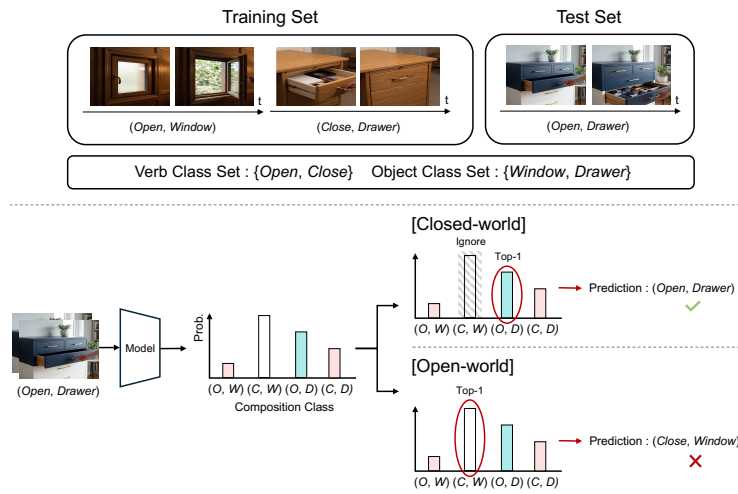 Training Set
Test Set
t
t
t
(Open, Window)
(Close, Drawer)
(Open, Drawer)
Verb Class Set : {Open, Close} Object Class Set : {Window, Drawer}
[Closed-world]
Ignore
Top-1
Prediction : (Open, Drawer)
(O, W) (C, W) (O, D) (C, D)
Model
Prob.
(Open, Drawer)
(O, W) (C, W) (O, D) (C, D)
Composition Class
[Open-world]
Top-1
Prediction : (Close, Window)
(O, W) (C, W) (O, D) (C, D)